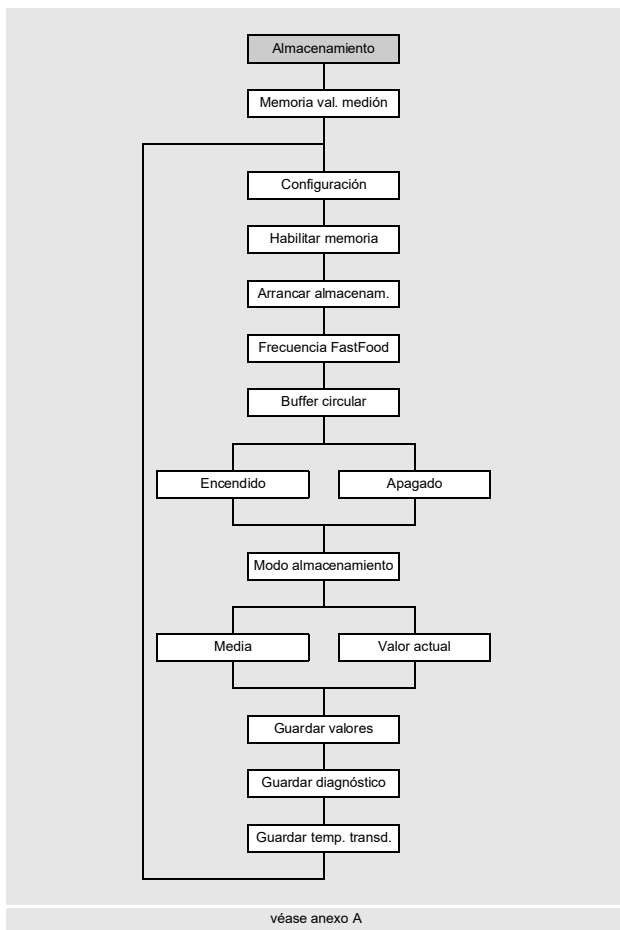 Almacenamiento
Memoria val. medión
Configuración
Habilitar memoria
Arrancar almacenam.
Frecuencia FastFood
Buffer circular
Encendido
Apagado
Modo almacenamiento
Media
Valor actual
Guardar valores
Guardar diagnóstico
Guardar temp. transd.
véase anexo A